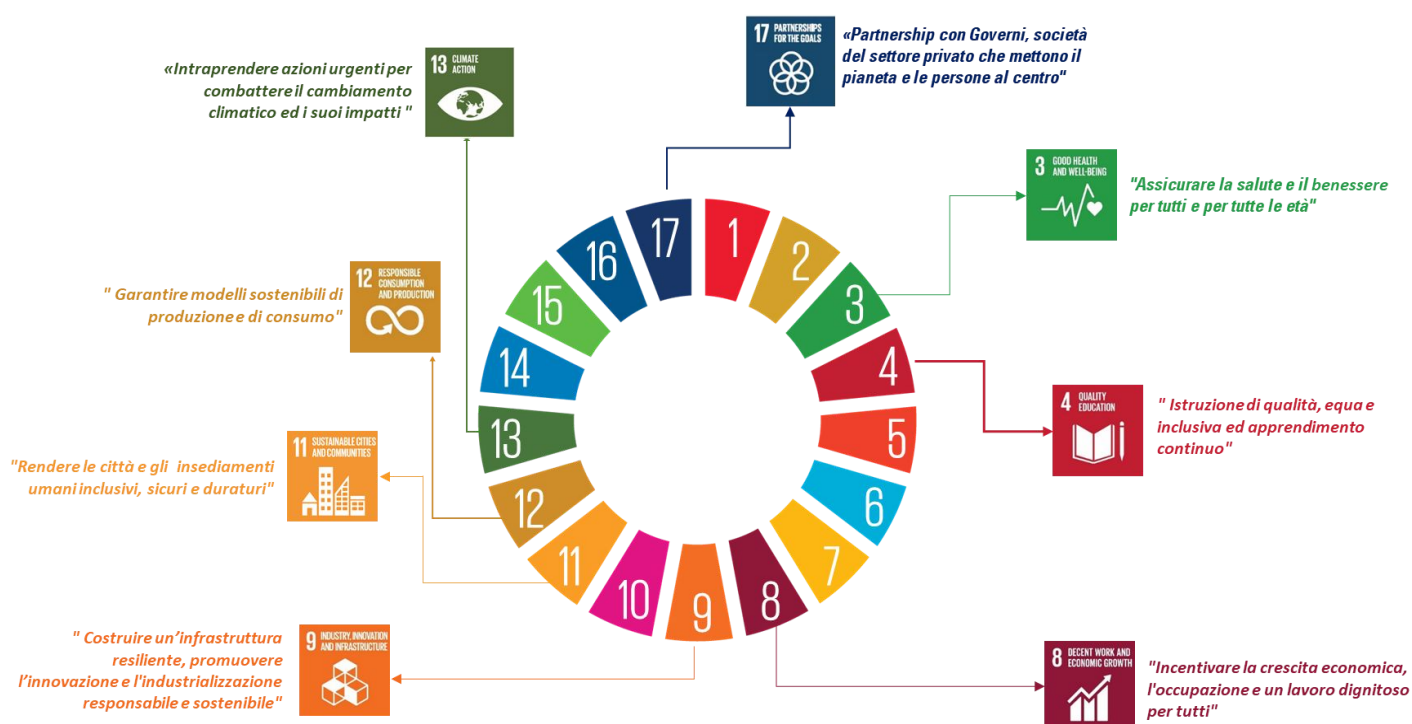 17 PARTNERSHIPS
FOR THE GOALS
«Partnership con Governi, società
del settore privato che mettono il
pianeta e le persone al centro"
13 CLIMATE
ACTION
«Intraprendere azioni urgenti per
combattere il cambiamento
climatico ed i suoi impatti "
3 GOOD HEALTH
AND WELL-BEING
"Assicurare la salute e il benessere
per tutti e per tutte le età"
12 RESPONSIBLE
CONSUMPTION
AND PRODUCTION
" Garantire modelli sostenibili di
produzione e di consumo"
4 QUALITY
EDUCATION
" Istruzione di qualità, equa e
inclusiva ed apprendimento
continuo"
11 SUSTAINABLE CITIES
AND COMMUNITIES
"Rendere le città e gli insediamenti
umani inclusivi, sicuri e duraturi"
9 INDUSTRY, INNOVATION
AND INFRASTRUCTURE
" Costruire un’infrastruttura
resiliente, promuovere
l’innovazione e l'industrializzazione
responsabile e sostenibile"
8 DECENT WORK AND
ECONOMIC GROWTH
"Incentivare la crescita economica,
l'occupazione e un lavoro dignitoso
per tutti"
1
2
3
4
5
6
7
8
9
10
11
12
13
14
15
16
17